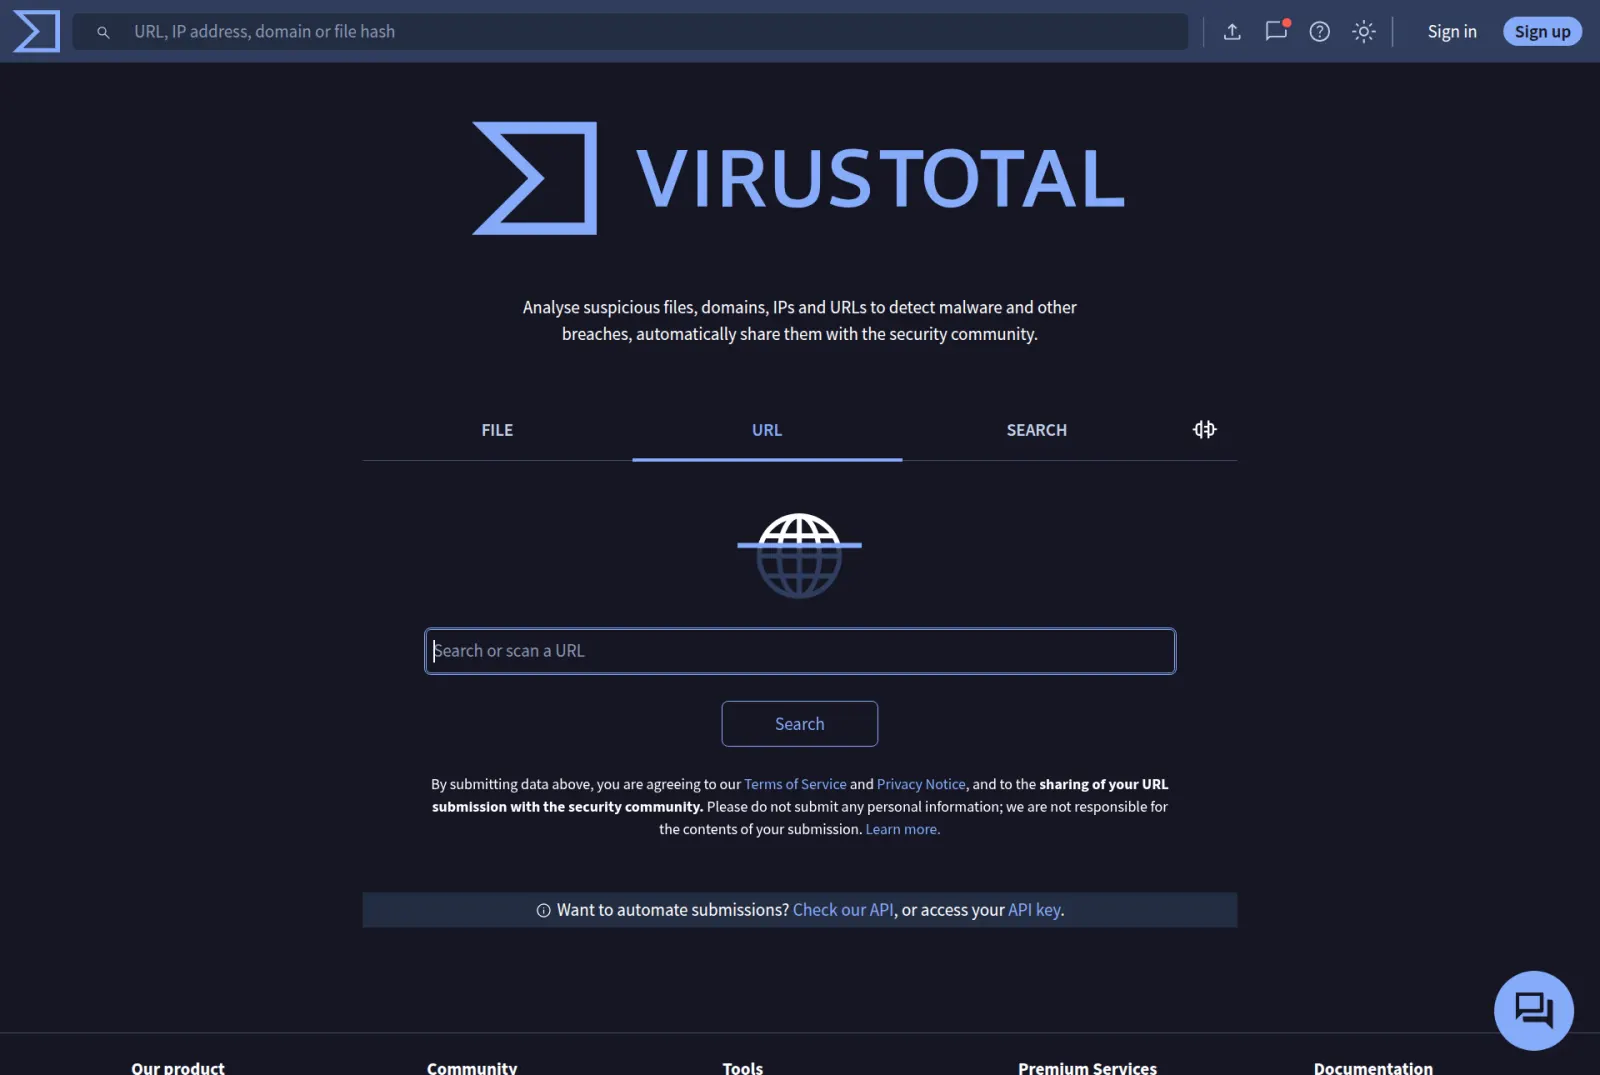 URL, IP address, domain or file hash
Sign in
Sign up
VIRUSTOTAL
Analyse suspicious files, domains, IPs and URLs to detect malware and other
breaches, automatically share them with the security community.
FILE
URL
SEARCH
Search or scan a URL
Search
By submitting data above, you are agreeing to our Terms of Service and Privacy Notice, and to the sharing of your URL
submission with the security community. Please do not submit any personal information; we are not responsible for
the contents of your submission. Learn more.
Want to automate submissions? Check our API, or access your API key.
Our product
Community
Tools
Premium Services
Documentation